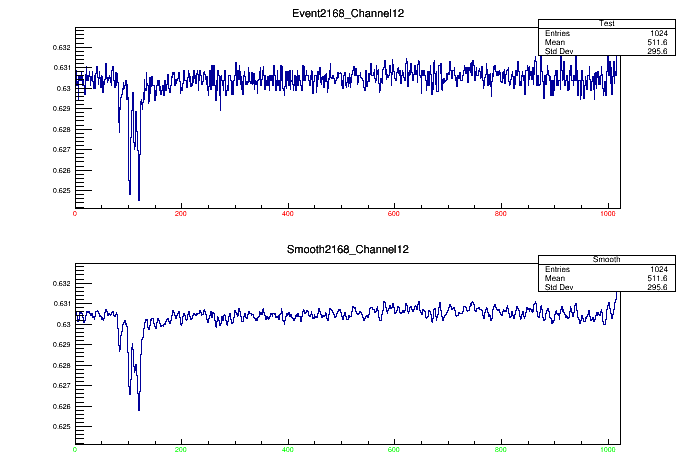 Event2168_Channel12
Test
Entries 1024
Mean 511.6
Std Dev 295.6
0.632
0.631
0.63
0.629
0.628
0.627
0.626
0.625
0 200 400 600 800 1000
Smooth2168_Channel12
Smooth
Entries 1024
Mean 511.6
Std Dev 295.6
0.632
0.631
0.63
0.629
0.628
0.627
0.626
0.625
0 200 400 600 800 1000